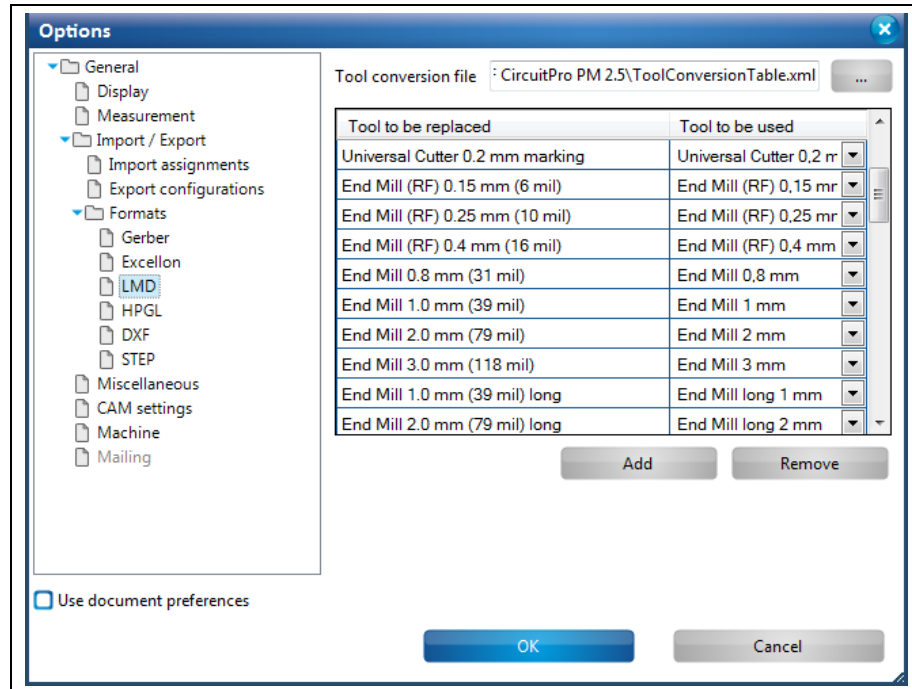 Options
General
Display
Measurement
Import / Export
Import assignments
Export configurations
Formats
Gerber
Excellon
LMD
HPGL
DXF
STEP
Miscellaneous
CAM settings
Machine
Mailing
Use document preferences
Tool conversion file CircuitPro PM 2.5\ToolConversionTable.xml ...
Tool to be replaced Tool to be used
Universal Cutter 0.2 mm marking Universal Cutter 0,2 m
End Mill (RF) 0.15 mm (6 mil) End Mill (RF) 0,15 mr
End Mill (RF) 0.25 mm (10 mil) End Mill (RF) 0,25 mr
End Mill (RF) 0.4 mm (16 mil) End Mill (RF) 0,4 mm
End Mill 0.8 mm (31 mil) End Mill 0,8 mm
End Mill 1.0 mm (39 mil) End Mill 1 mm
End Mill 2.0 mm (79 mil) End Mill 2 mm
End Mill 3.0 mm (118 mil) End Mill 3 mm
End Mill 1.0 mm (39 mil) long End Mill long 1 mm
End Mill 2.0 mm (79 mil) long End Mill long 2 mm
Add Remove
OK Cancel